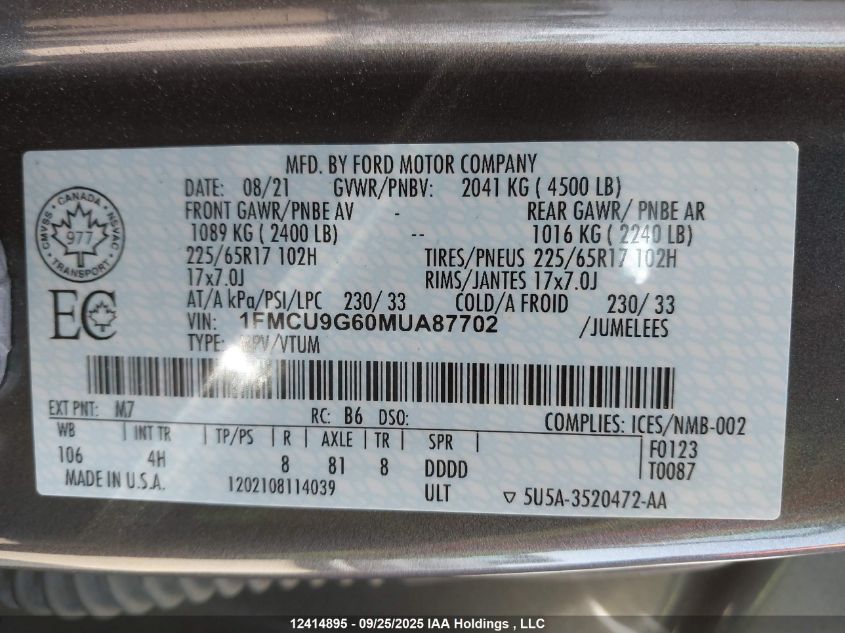 MFD. BY FORD MOTOR COMPANY
DATE: 08/21 GVWR/PNBV: 2041 KG ( 4500 LB)
FRONT GAWR/PNBE AV - REAR GAWR/ PNBE AR
1089 KG ( 2400 LB) -- 1016 KG ( 2240 LB)
225/65R17 102H TIRES/PNEUS 225/65R17 102H
17x7.0J RIMS/JANTES 17x7.0J
AT/A kPa/PSI/LPC 230/ 33 COLD/A FROID 230/ 33
VIN: 1FMCU9G60MUA87702 /JUMELEES
TYPE: MPV/VTUM
CMVSS · CANADA · NSVAC
977
TRANSPORT
EC
EXT PNT: M7 RC: B6 DSO: COMPLIES: ICES/NMB-002
WB INT TR TP/PS R AXLE TR SPR F0123
106 4H 8 81 8 DDDD T0087
MADE IN U.S.A. 1202108114039 ULT ▽ 5U5A-3520472-AA
12414895 - 09/25/2025 IAA Holdings , LLC